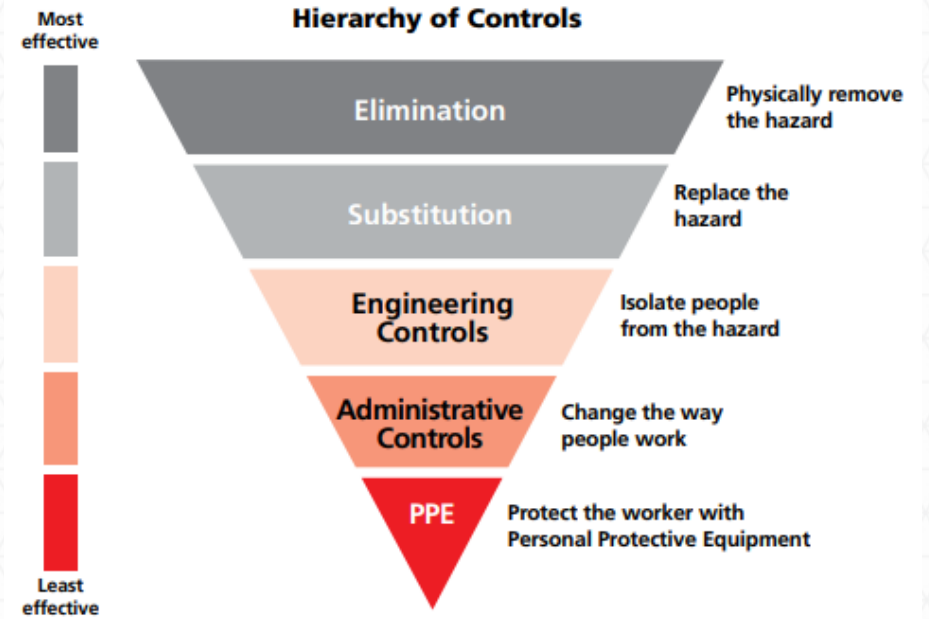 Hierarchy of Controls
Most
effective
Elimination
Physically remove
the hazard
Substitution
Replace the
hazard
Engineering
Controls
Isolate people
from the hazard
Administrative
Controls
Change the way
people work
PPE
Protect the worker with
Personal Protective Equipment
Least
effective